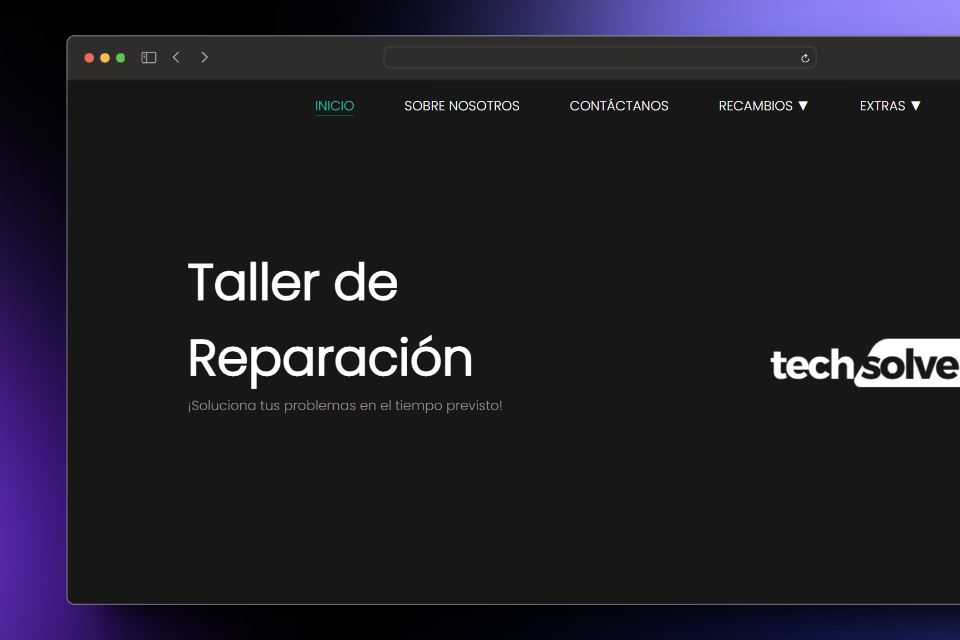 INICIO SOBRE NOSOTROS CONTÁCTANOS RECAMBIOS ▼ EXTRAS ▼
Taller de
Reparación
techsolve
¡Soluciona tus problemas en el tiempo previsto!